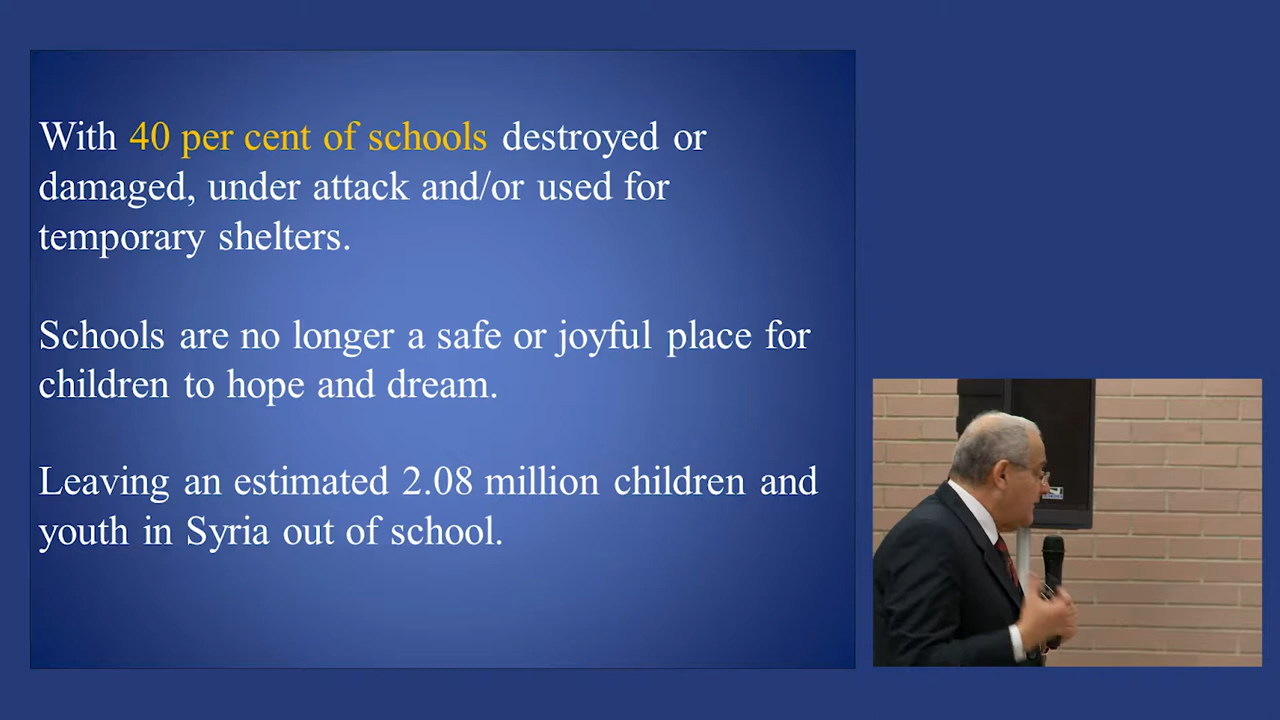 With 40 per cent of schools destroyed or
damaged, under attack and/or used for
temporary shelters.
Schools are no longer a safe or joyful place for
children to hope and dream.
Leaving an estimated 2.08 million children and
youth in Syria out of school.